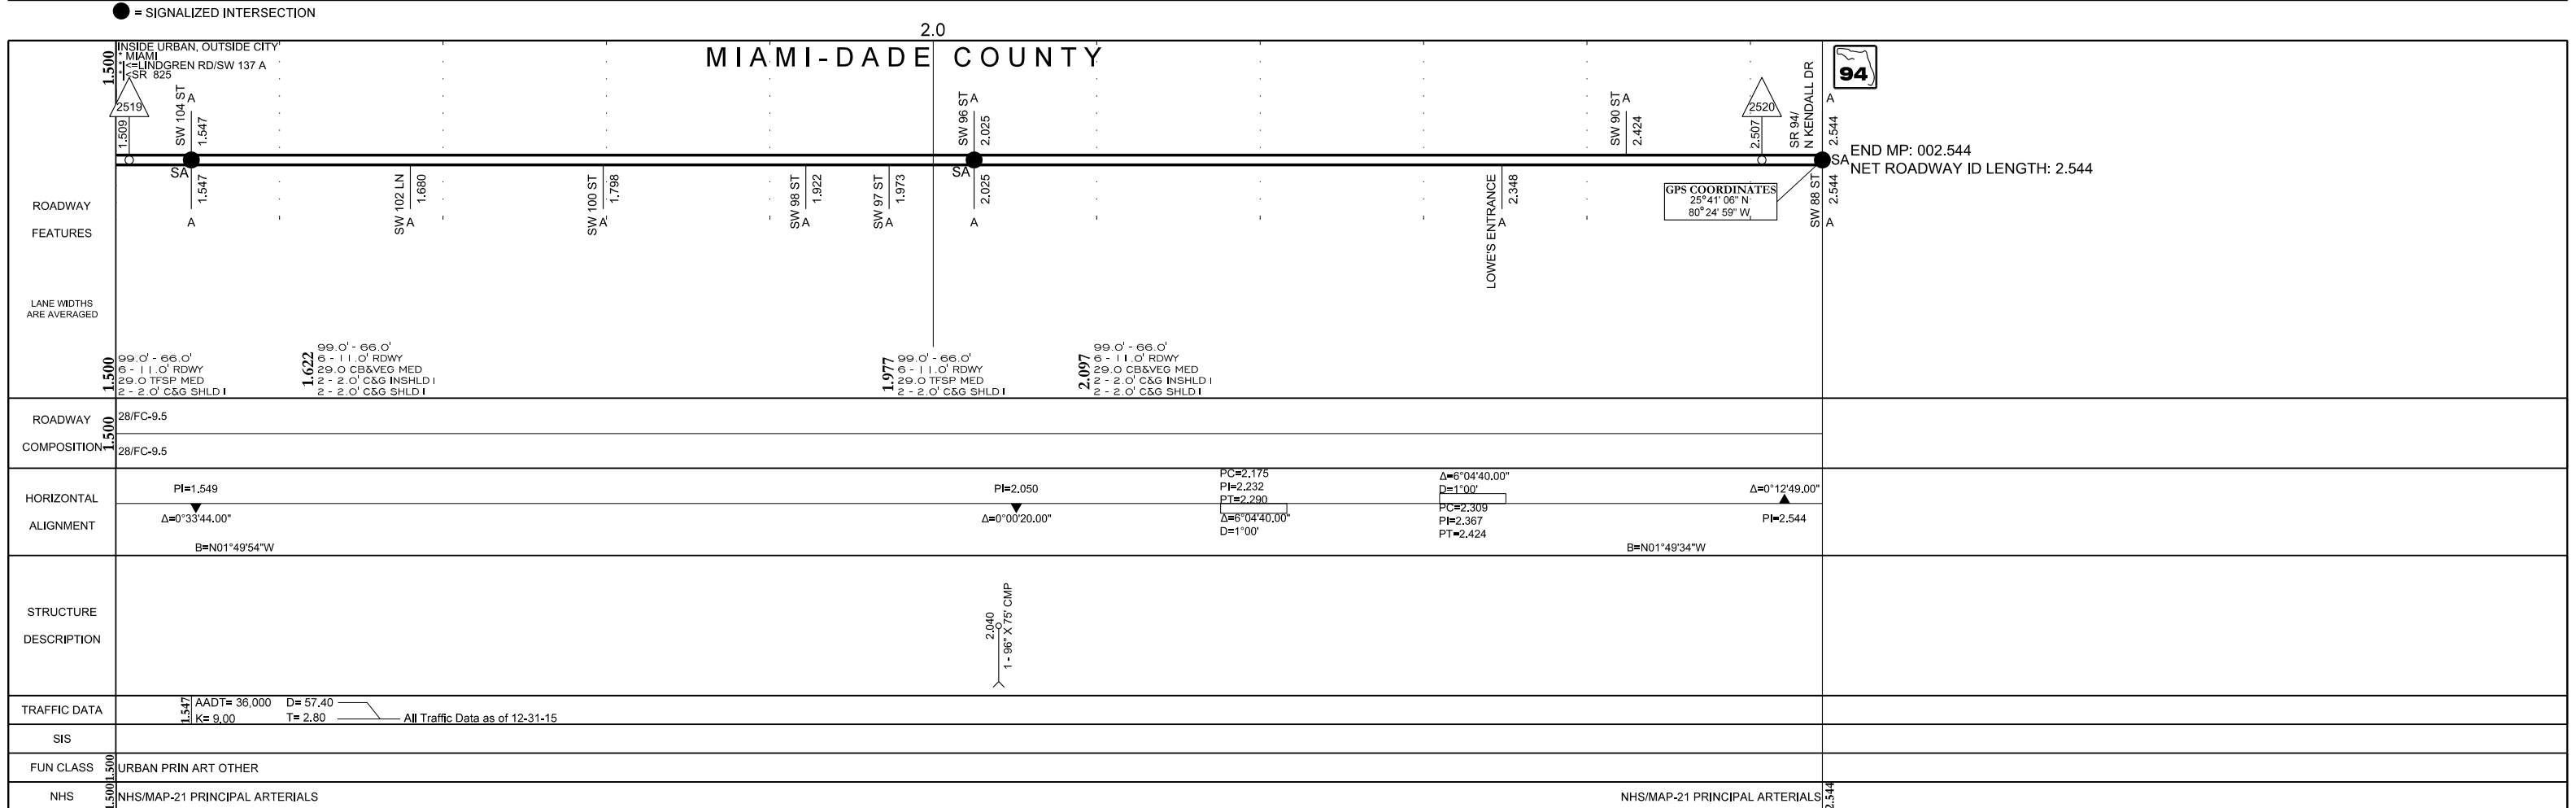 = SIGNALIZED INTERSECTION
2.0
MIAMI-DADE COUNTY
1.500
INSIDE URBAN, OUTSIDE CITY
* MIAMI
*|<=LINDGREN RD/SW 137 A
*|<SR 825
94
2519
1.509
SW 104 ST
A
1.547
SA
1.547
A
SW 102 LN
1.680
A
SW 100 ST
1.798
A
SW 98 ST
1.922
A
SW 97 ST
1.973
A
SW 96 ST
A
2.025
SA
2.025
A
LOWE'S ENTRANCE
2.348
A
SW 90 ST
A
2.424
2520
2.507
SR 94/
N KENDALL DR
A
2.544
SA
SW 88 ST
2.544
A
END MP: 002.544
NET ROADWAY ID LENGTH: 2.544
GPS COORDINATES
25°41' 06" N
80°24' 59" W
ROADWAY
FEATURES
LANE WIDTHS
ARE AVERAGED
1.500
99.0' - 66.0'
6 - 11.0' RDWY
29.0 TFSP MED
2 - 2.0' C&G SHLD1
1.622
99.0' - 66.0'
6 - 11.0' RDWY
29.0 CB&VEG MED
2 - 2.0' C&G INSHLD1
2 - 2.0' C&G SHLD1
1.977
99.0' - 66.0'
6 - 11.0' RDWY
29.0 TFSP MED
2 - 2.0' C&G SHLD1
2.097
99.0' - 66.0'
6 - 11.0' RDWY
29.0 CB&VEG MED
2 - 2.0' C&G INSHLD1
2 - 2.0' C&G SHLD1
ROADWAY
COMPOSITION
1.500
28/FC-9.5
28/FC-9.5
HORIZONTAL
ALIGNMENT
PI=1.549
Δ=0°33'44.00"
B=N01°49'54"W
PI=2.050
Δ=0°00'20.00"
PC=2.175
PI=2.232
PT=2.290
Δ=6°04'40.00"
D=1°00'
Δ=6°04'40.00"
D=1°00'
PC=2.309
PI=2.367
PT=2.424
Δ=0°12'49.00"
PI=2.544
B=N01°49'34"W
STRUCTURE
DESCRIPTION
2.040
1 - 96" X 75' CMP
TRAFFIC DATA
1.547
AADT= 36,000 D= 57.40
K= 9.00 T= 2.80
All Traffic Data as of 12-31-15
SIS
FUN CLASS
1.500
URBAN PRIN ART OTHER
NHS
1.500
NHS/MAP-21 PRINCIPAL ARTERIALS
NHS/MAP-21 PRINCIPAL ARTERIALS
2.544